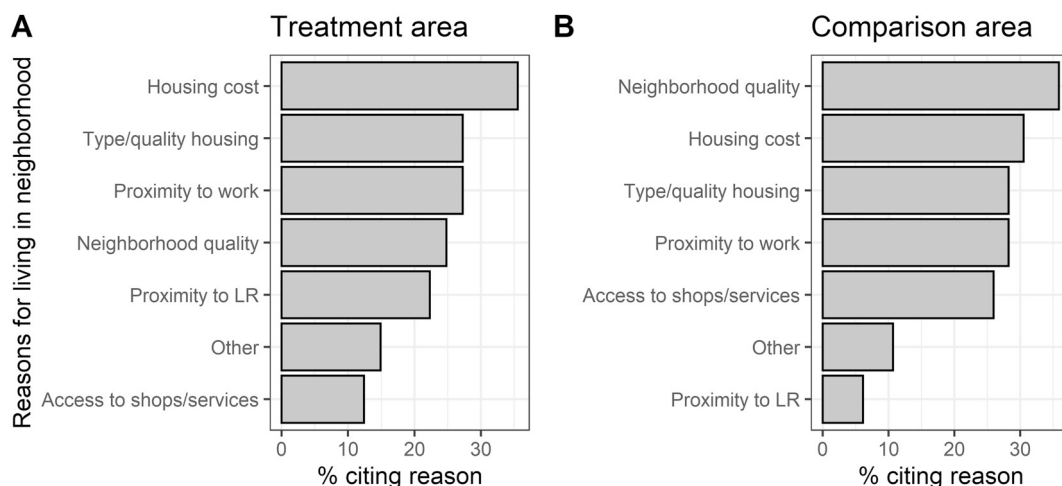 A
Treatment area
Reasons for living in neighborhood
Housing cost
Type/quality housing
Proximity to work
Neighborhood quality
Proximity to LR
Other
Access to shops/services
0 10 20 30
% citing reason
B
Comparison area
Neighborhood quality
Housing cost
Type/quality housing
Proximity to work
Access to shops/services
Other
Proximity to LR
0 10 20 30
% citing reason